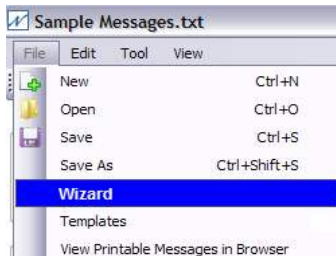 Sample Messages.txt
File Edit Tool View
New Ctrl+N
Open Ctrl+O
Save Ctrl+S
Save As Ctrl+Shift+S
Wizard
Templates
View Printable Messages in Browser